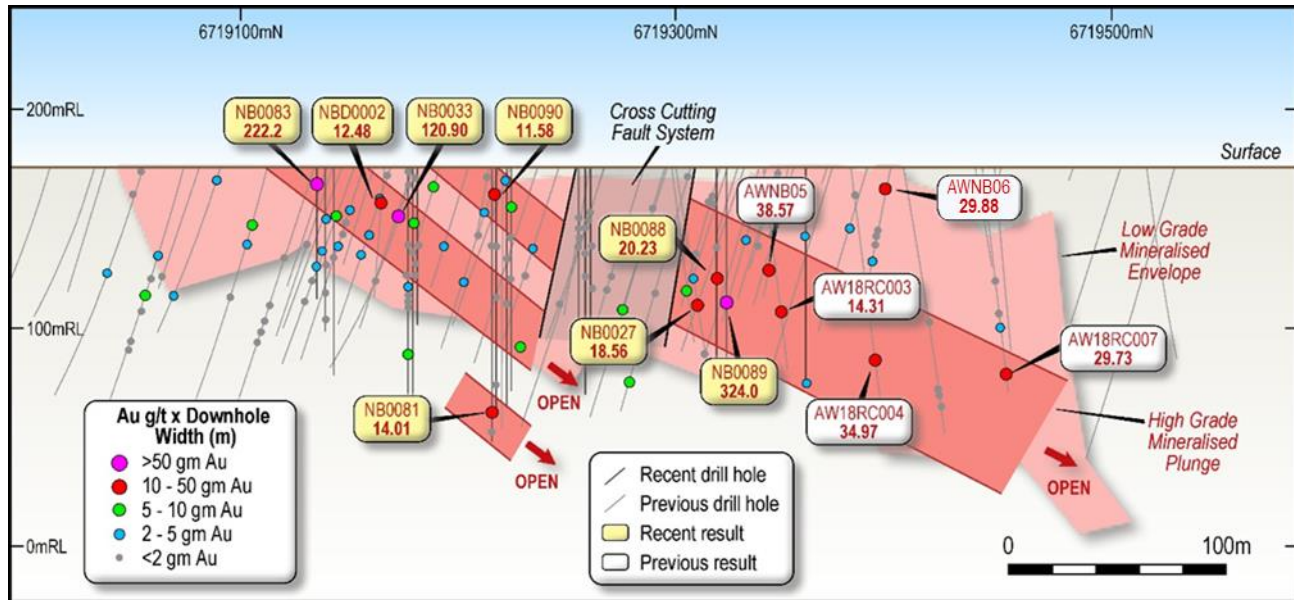 6719100mN
6719300mN
6719500mN
200mRL
NB0083
222.2
NBD0002
12.48
NB0033
120.90
NB0090
11.58
Cross Cutting
Fault System
Surface
AWNB05
38.57
AWNB06
29.88
NB0088
20.23
Low Grade
Mineralised
Envelope
AW18RC003
14.31
100mRL
NB0027
18.56
NB0089
324.0
AW18RC007
29.73
OPEN
NB0081
14.01
AW18RC004
34.97
High Grade
Mineralised
Plunge
OPEN
OPEN
Au g/t x Downhole
Width (m)
>50 gm Au
10 - 50 gm Au
5 - 10 gm Au
2 - 5 gm Au
<2 gm Au
Recent drill hole
Previous drill hole
Recent result
Previous result
0mRL
0
100m